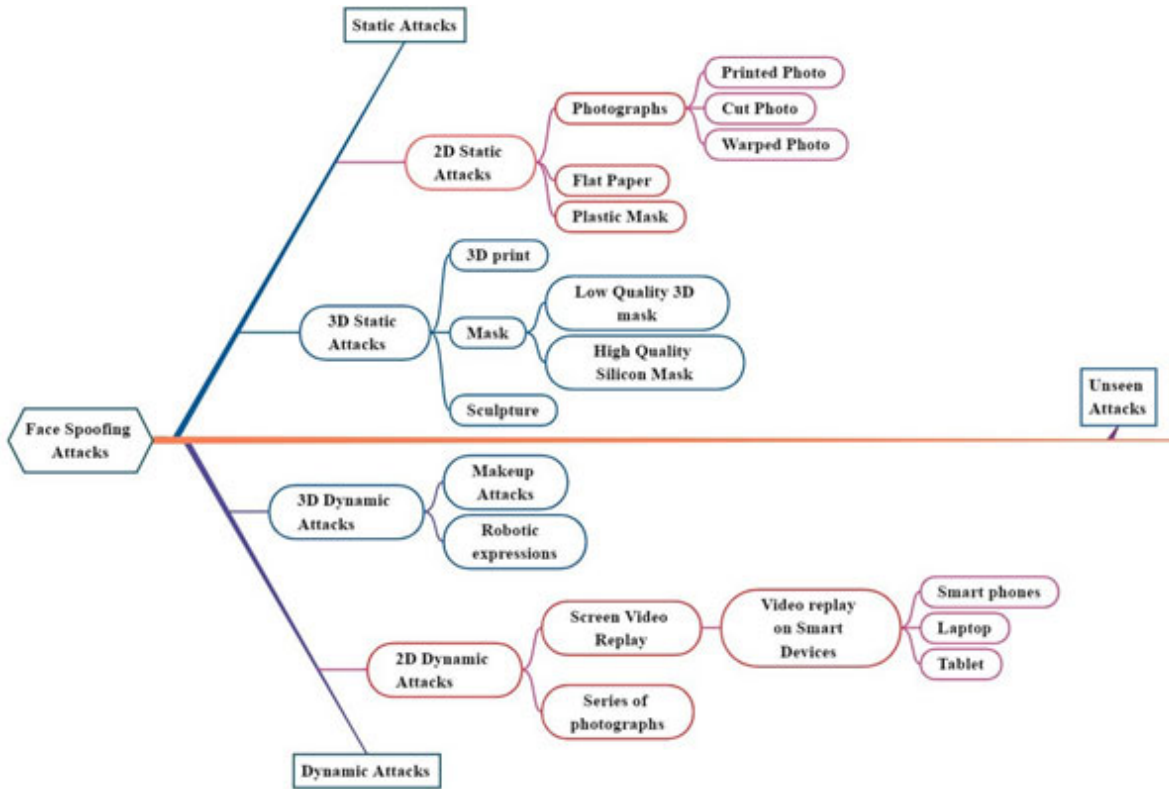 Static Attacks
Printed Photo
Photographs
Cut Photo
Warped Photo
2D Static
Attacks
Flat Paper
Plastic Mask
3D print
Low Quality 3D
mask
3D Static
Attacks
Mask
High Quality
Silicon Mask
Sculpture
Unseen
Attacks
Face Spoofing
Attacks
Makeup
Attacks
3D Dynamic
Attacks
Robotic
expressions
Smart phones
Screen Video
Replay
Video replay
on Smart
Devices
Laptop
Tablet
2D Dynamic
Attacks
Series of
photographs
Dynamic Attacks